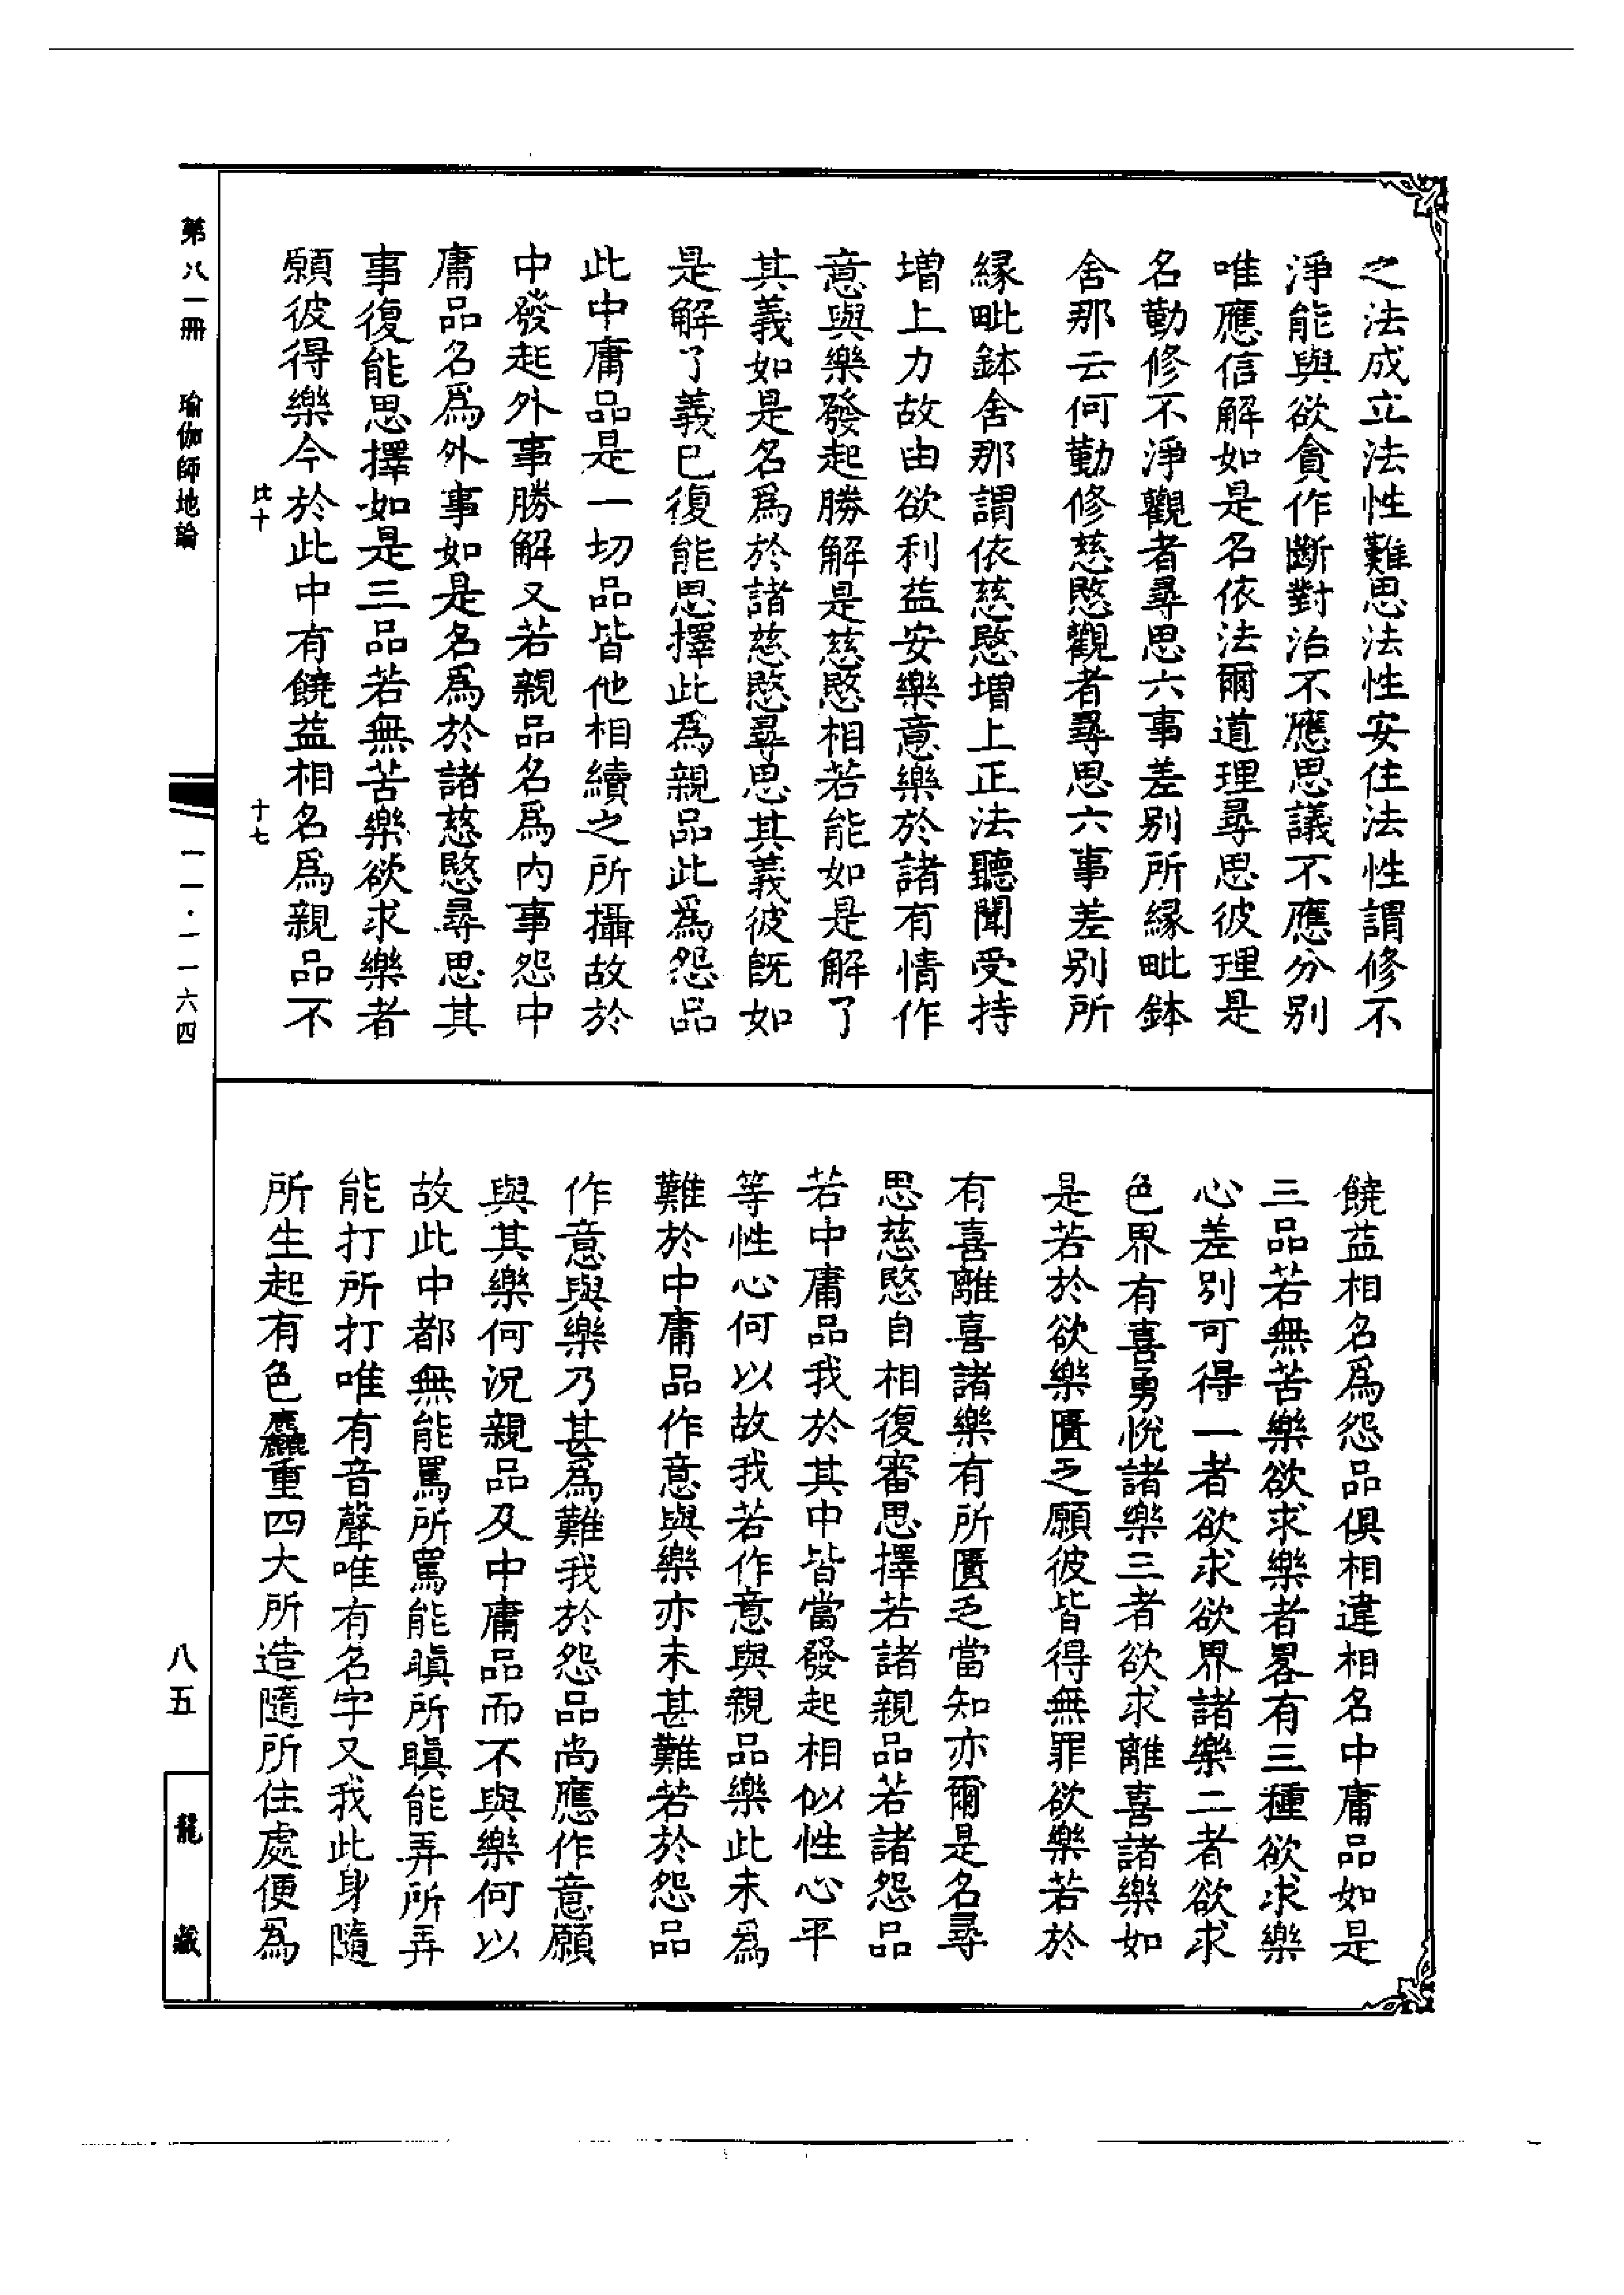 之法成立法性難思法性安住法性謂修不
淨能與欲貪作斷對治不應思議不應分別
唯應信解如是名依法爾道理尋思彼理是
名勤修不淨觀者尋思六事差別所緣毗鉢
舍那云何勤修慈愍觀者尋思六事差別所
緣毗鉢舍那謂依慈愍增上正法聽聞受持
增上力故由欲利益安樂意樂於諸有情作
意與樂發起勝解是慈愍相若能如是解了
其義如是名爲於諸慈愍尋思其義彼旣如
是解了義已復能思擇此爲親品此爲怨品
此中庸品是一切品皆他相續之所攝故於
中發起外事勝解又若親品名爲内事怨中
庸品名爲外事如是名爲於諸慈愍尋思其
事復能思擇如是三品若無苦樂欲求樂者
願彼得樂今於此中有饒益相名爲親品不
比十
十七
饒益相名爲怨品俱相違相名中庸品如是
三品若無苦樂欲求樂者畧有三種欲求樂
心差別可得一者欲求欲界諸樂二者欲求
色界有喜勇悅諸樂三者欲求離喜諸樂如
是若於欲樂匱乏願彼皆得無罪欲樂若於
有喜離喜諸樂有所匱乏當知亦爾是名尋
思慈愍自相復審思擇若諸親品若諸怨品
若中庸品我於其中皆當發起相似性心平
等性心何以故我若作意與親品樂此未爲
難於中庸品作意與樂亦未甚難若於怨品
作意與樂乃甚爲難我於怨品尚應作意願
與其樂何況親品及中庸品而不與樂何以
故此中都無能罵所罵能瞋所瞋能弄所弄
能打所打唯有音聲唯有名字又我此身隨
所生起有色麤重四大所造隨所住處便爲
第八一冊
瑜伽師地論
一一·一一六四
八五
龍藏